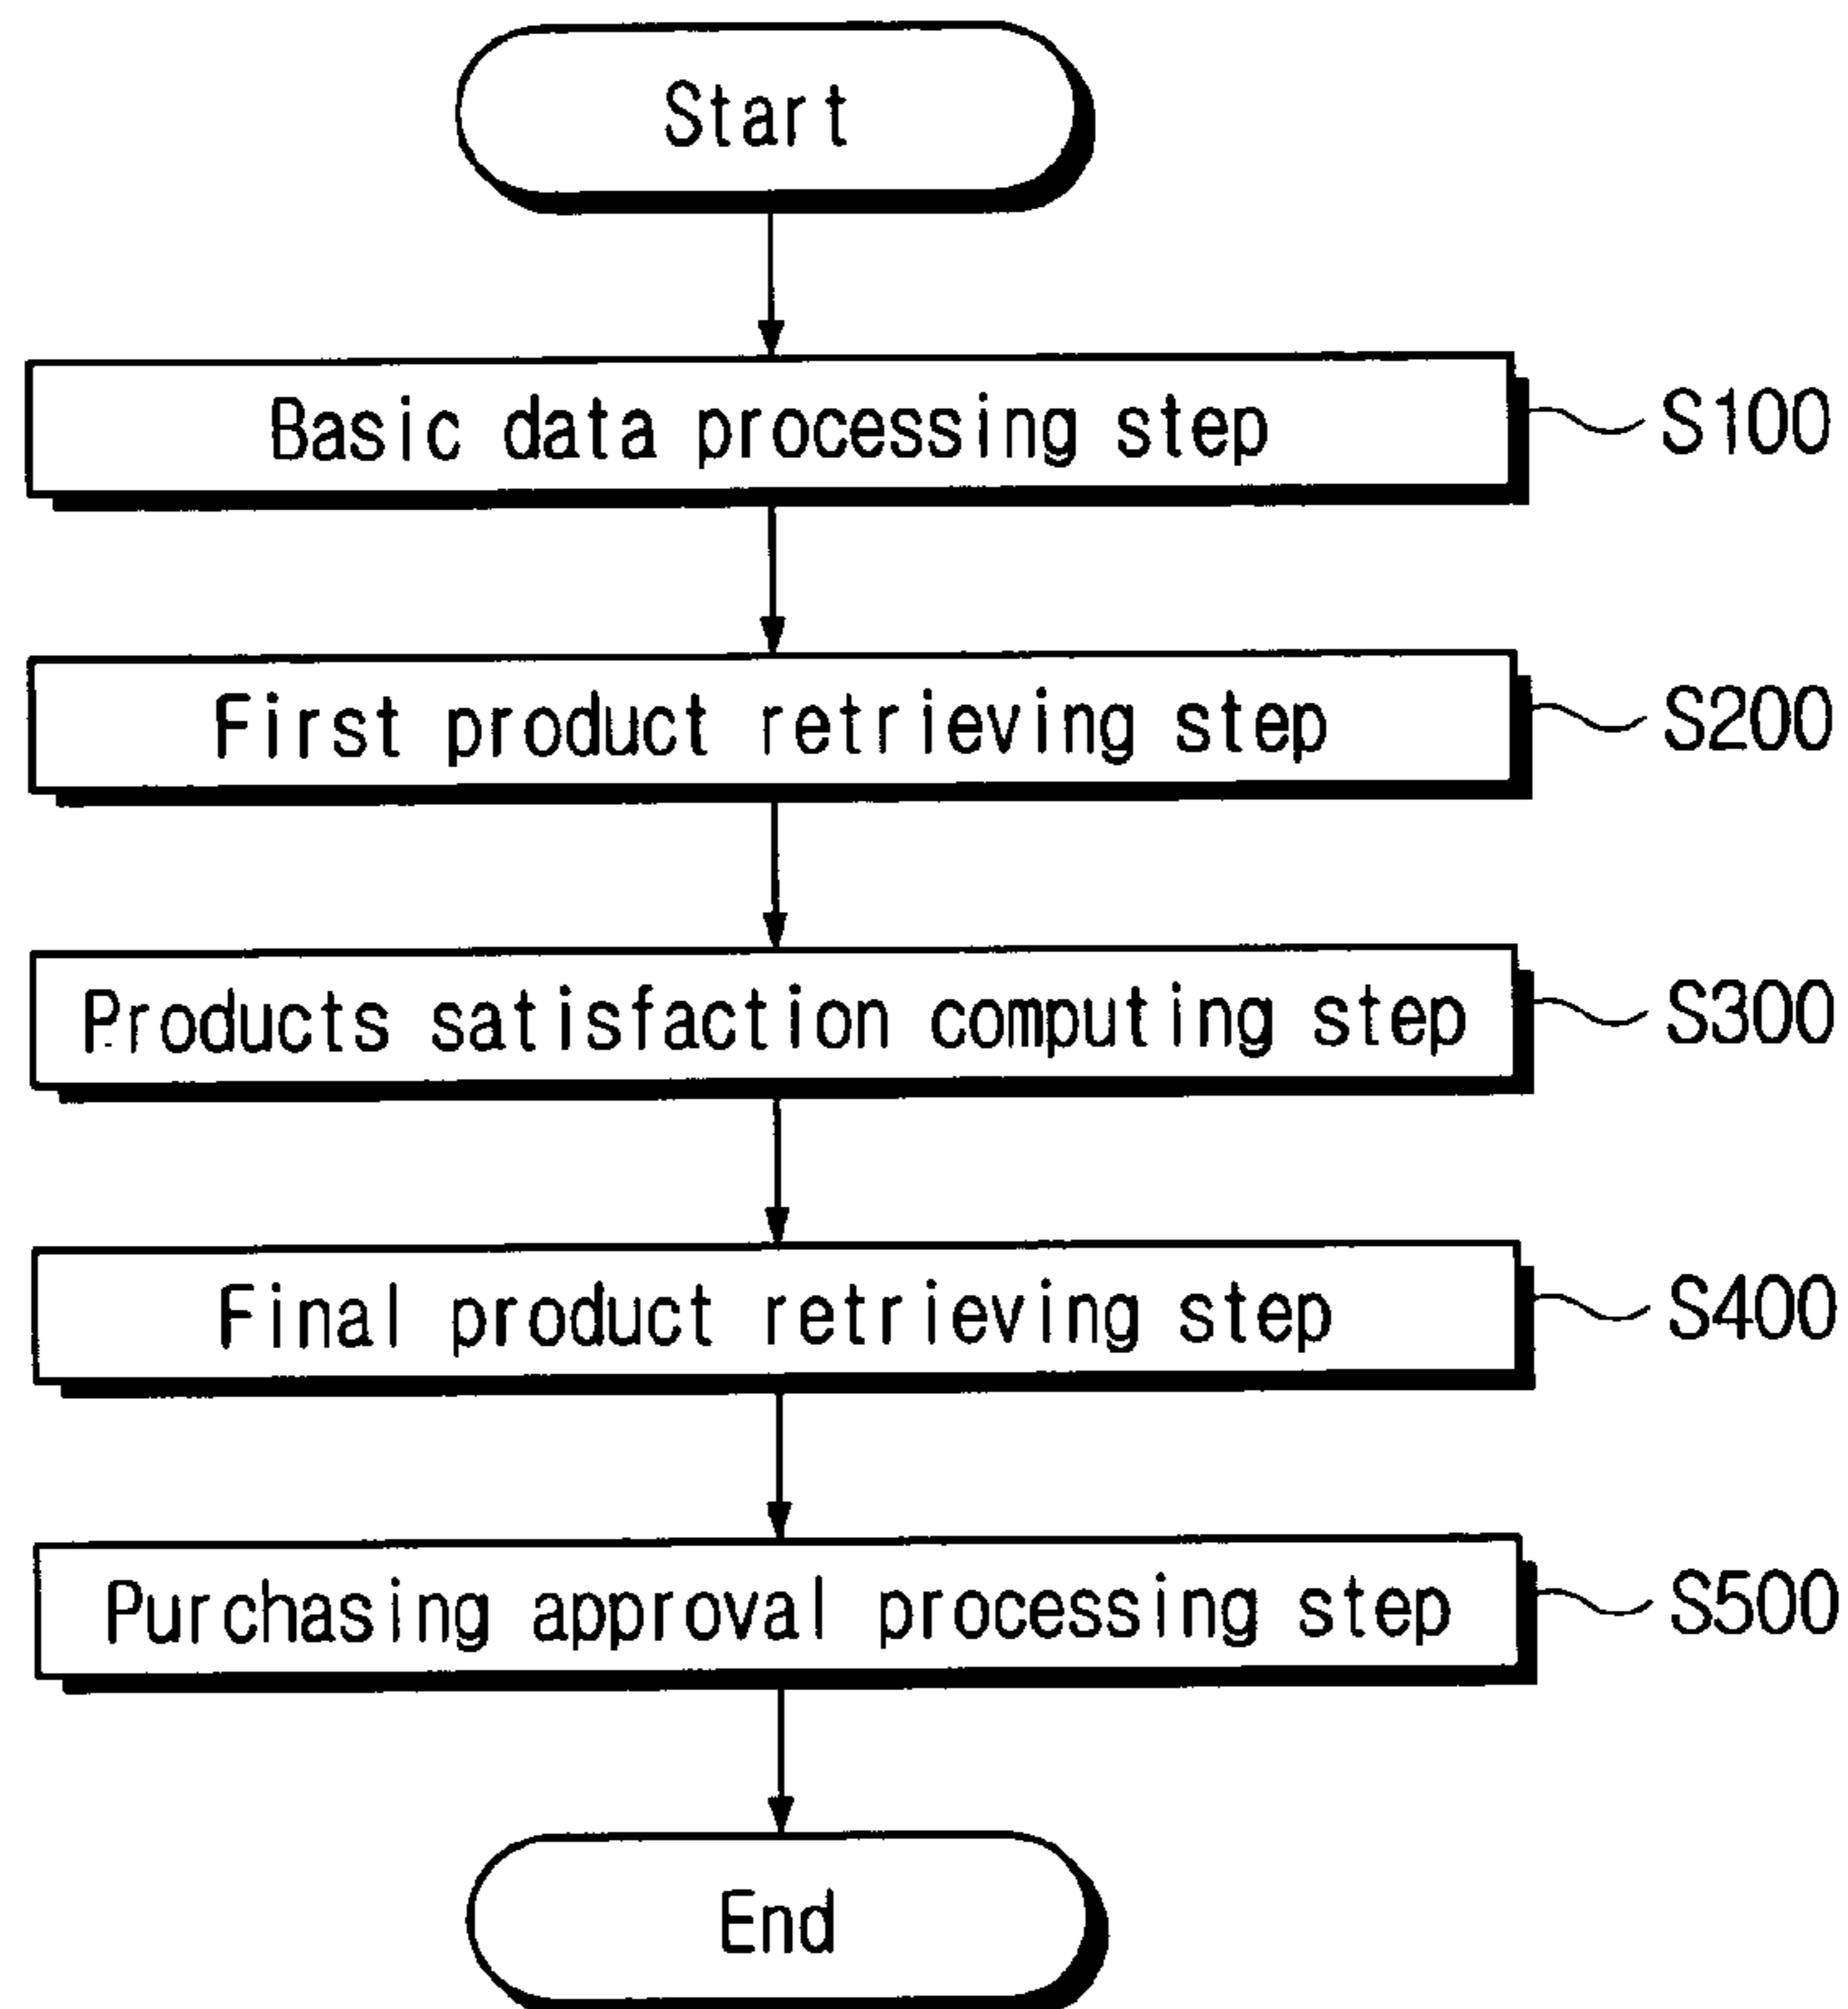 Start
Basic data processing step S100
First product retrieving step S200
Products satisfaction computing step S300
Final product retrieving step S400
Purchasing approval processing step S500
End